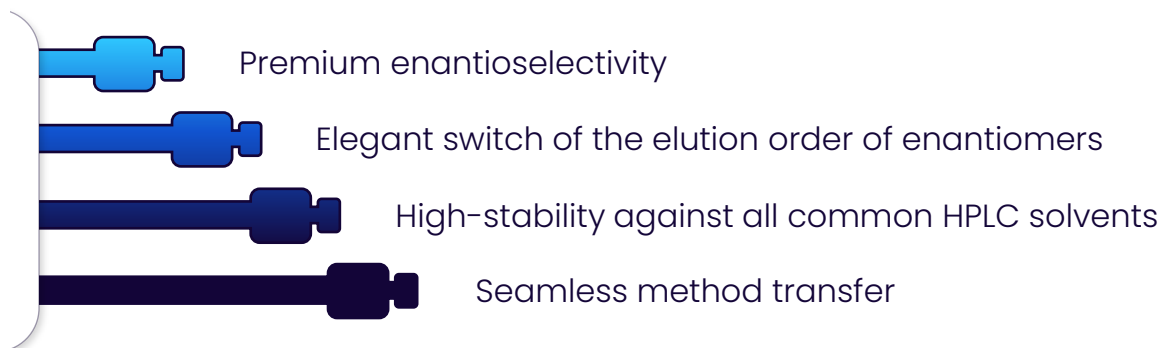 Premium enantioselectivity
Elegant switch of the elution order of enantiomers
High-stability against all common HPLC solvents
Seamless method transfer